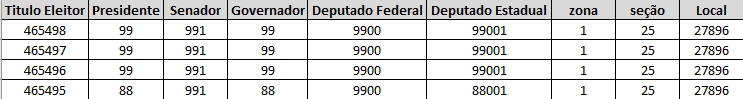 Titulo Eleitor Presidente Senador Governador Deputado Federal Deputado Estadual zona seção Local
465498 99 991 99 9900 99001 1 25 27896
465497 99 991 99 9900 99001 1 25 27896
465496 99 991 99 9900 99001 1 25 27896
465495 88 991 88 9900 88001 1 25 27896